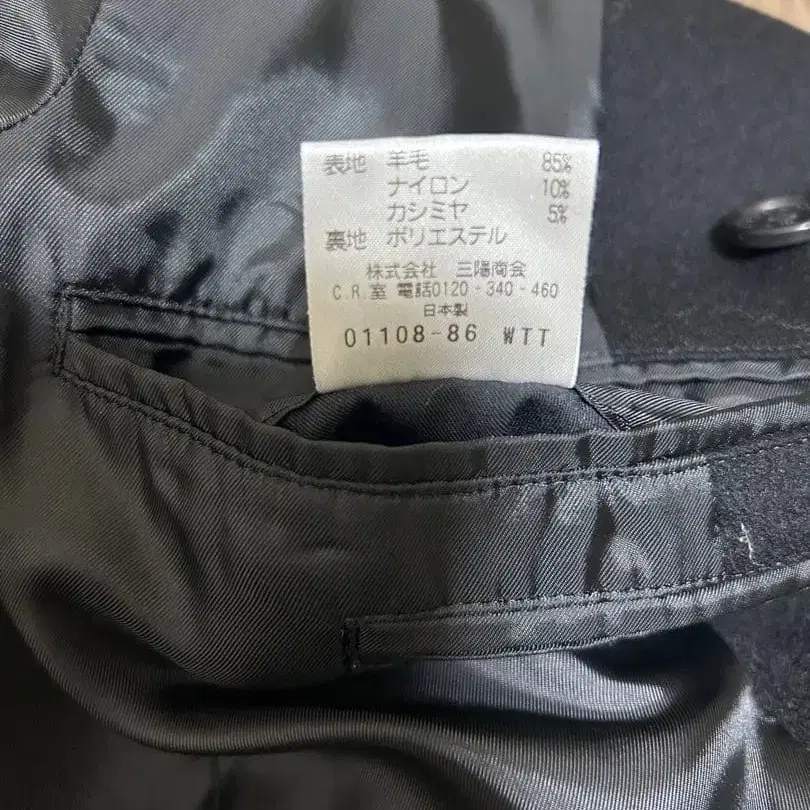 表地 羊毛 85%
ナイロン 10%
カシミヤ 5%
裏地 ポリエステル
株式会社 三陽商会
C.R.室 電話0120-340-460
日本製
01108-86 WTT